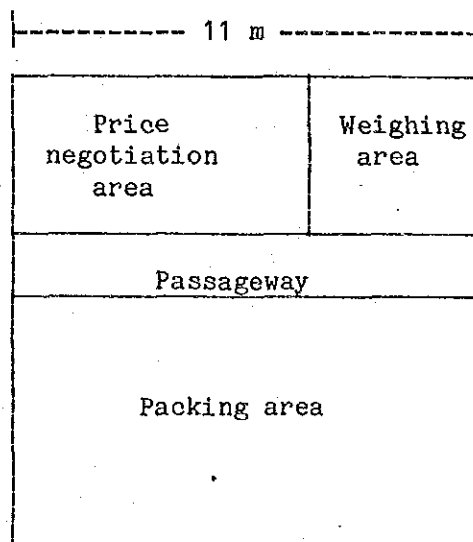 11 m
Price
negotiation
area
Weighing
area
Passageway
Packing area